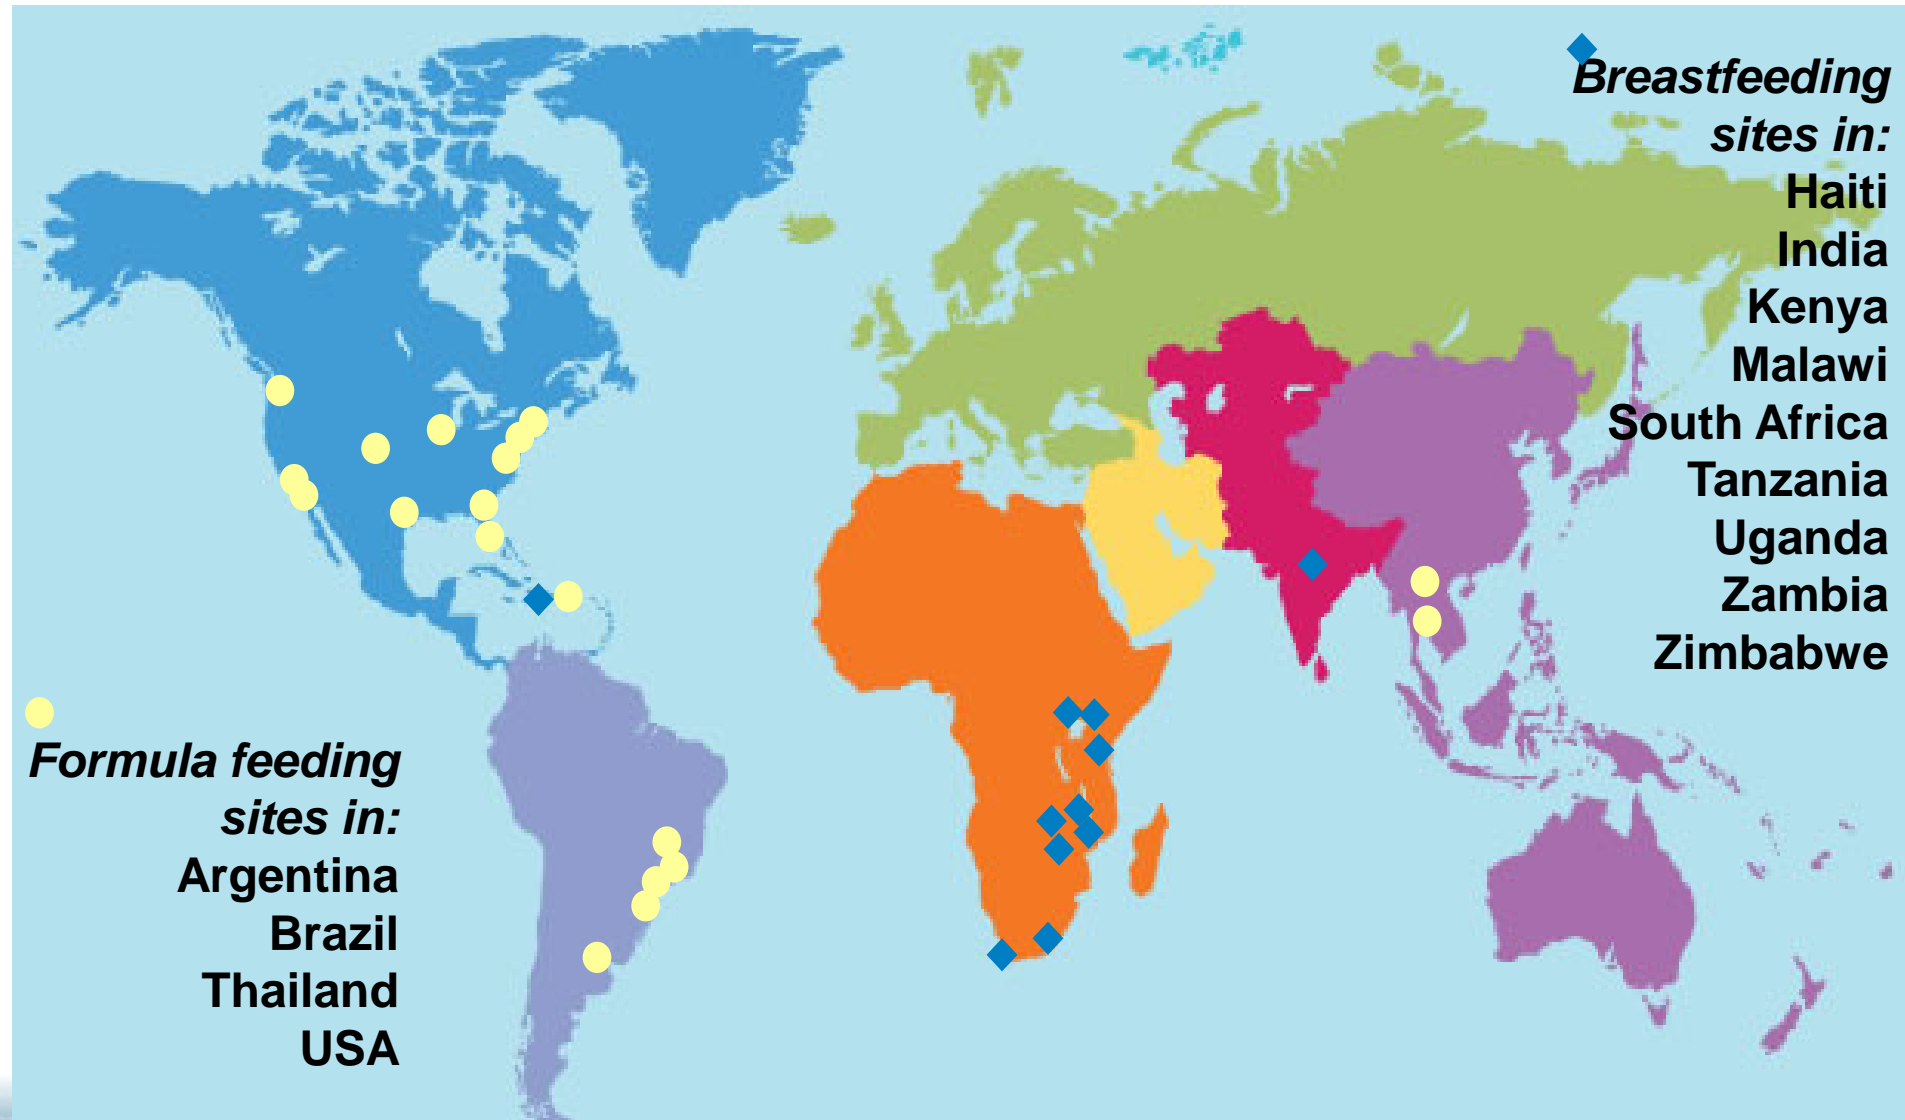 Breastfeeding
sites in:
Haiti
India
Kenya
Malawi
South Africa
Tanzania
Uganda
Zambia
Zimbabwe
Formula feeding
sites in:
Argentina
Brazil
Thailand
USA